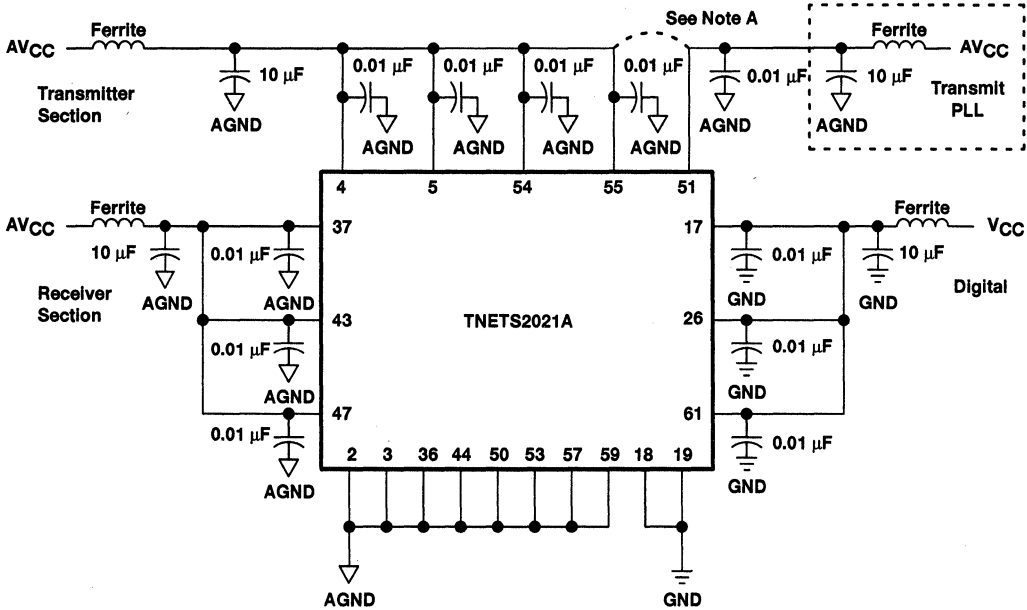 See Note A
Ferrite
Ferrite
AVCC
AVCC
10 μF
0.01 μF
0.01 μF
0.01 μF
0.01 μF
0.01 μF
10 μF
Transmitter
Section
Transmit
PLL
AGND
AGND
AGND
AGND
AGND
AGND
AGND
4
5
54
55
51
Ferrite
Ferrite
AVCC
37
17
VCC
10 μF
0.01 μF
0.01 μF
10 μF
Receiver
Section
AGND
AGND
GND
GND
Digital
43
TNETS2021A
26
0.01 μF
0.01 μF
AGND
GND
47
61
0.01 μF
0.01 μF
2
3
36
44
50
53
57
59
18
19
AGND
GND
AGND
GND